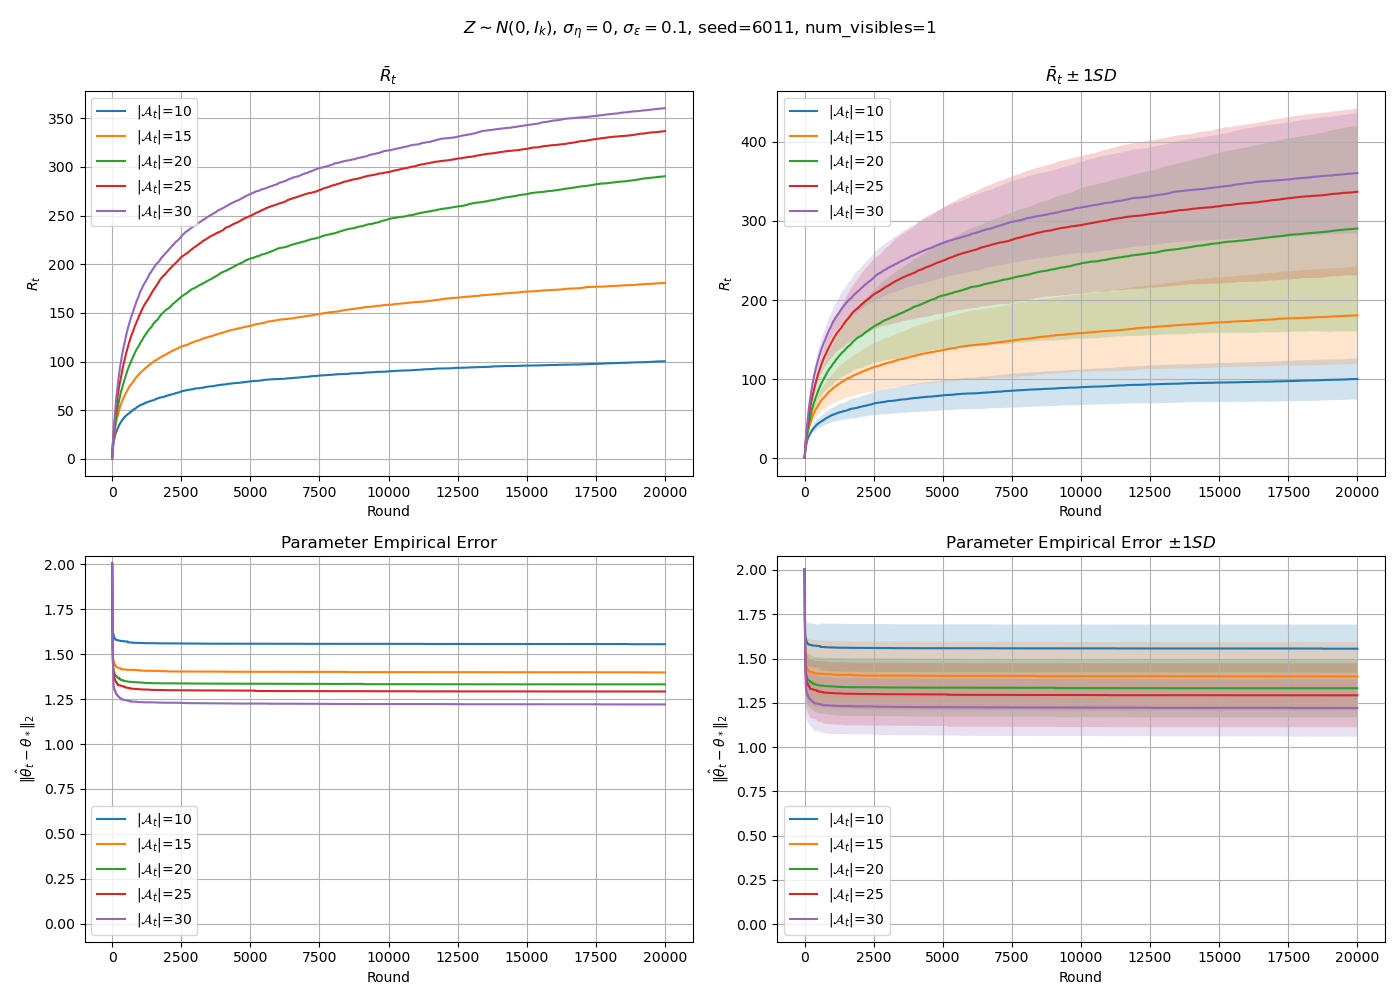 Z ∼ N(0, I_k), σ_η = 0, σ_ε = 0.1, seed=6011, num_visibles=1
R̄_t
R_t
350
300
250
200
150
100
50
0
|𝒜_t|=10
|𝒜_t|=15
|𝒜_t|=20
|𝒜_t|=25
|𝒜_t|=30
0 2500 5000 7500 10000 12500 15000 17500 20000
Round
R̄_t ± 1SD
R_t
400
300
200
100
0
|𝒜_t|=10
|𝒜_t|=15
|𝒜_t|=20
|𝒜_t|=25
|𝒜_t|=30
0 2500 5000 7500 10000 12500 15000 17500 20000
Round
Parameter Empirical Error
‖θ̂_t − θ_*‖_2
2.00
1.75
1.50
1.25
1.00
0.75
0.50
0.25
0.00
|𝒜_t|=10
|𝒜_t|=15
|𝒜_t|=20
|𝒜_t|=25
|𝒜_t|=30
0 2500 5000 7500 10000 12500 15000 17500 20000
Round
Parameter Empirical Error ±1SD
‖θ̂_t − θ_*‖_2
2.00
1.75
1.50
1.25
1.00
0.75
0.50
0.25
0.00
|𝒜_t|=10
|𝒜_t|=15
|𝒜_t|=20
|𝒜_t|=25
|𝒜_t|=30
0 2500 5000 7500 10000 12500 15000 17500 20000
Round